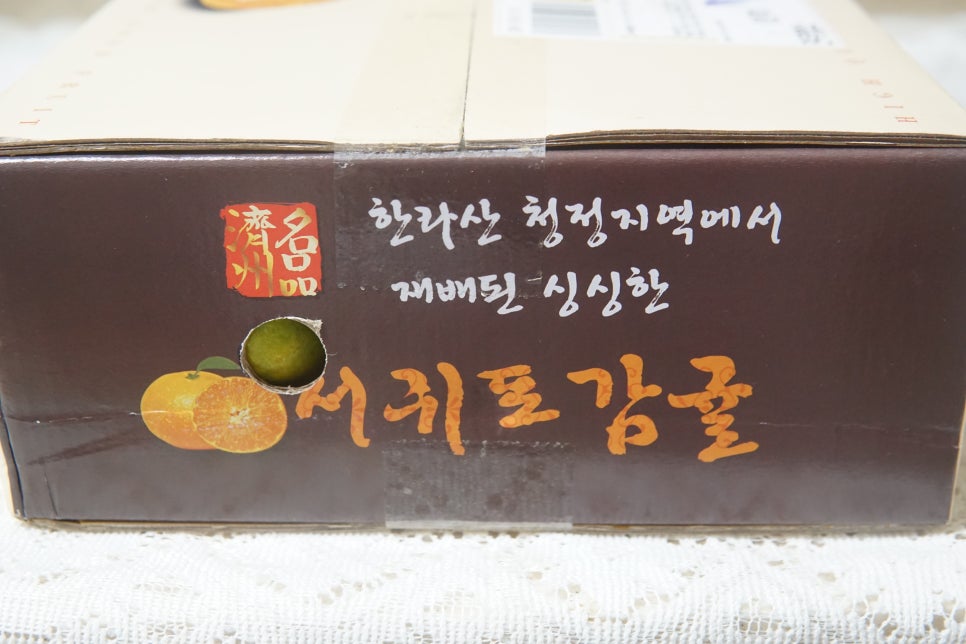 名品
濟州
한라산 청정지역에서
재배된 싱싱한
서귀포감귤